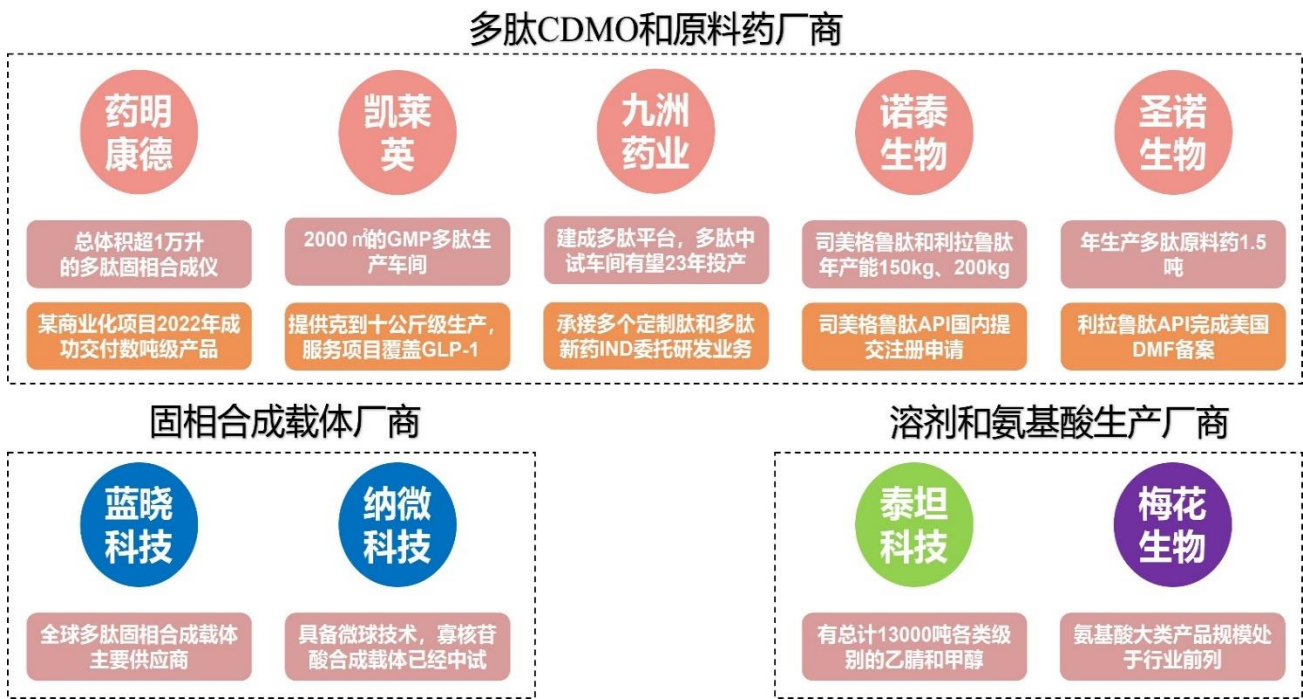 多肽CDMO和原料药厂商
药明
康德
凯莱
英
九洲
药业
诺泰
生物
圣诺
生物
总体积超1万升
的多肽固相合成仪
2000 ㎡的GMP多肽生
产车间
建成多肽平台，多肽中
试车间有望23年投产
司美格鲁肽和利拉鲁肽
年产能150kg、200kg
年生产多肽原料药1.5
吨
某商业化项目2022年成
功交付数吨级产品
提供克到十公斤级生产，
服务项目覆盖GLP-1
承接多个定制肽和多肽
新药IND委托研发业务
司美格鲁肽API国内提
交注册申请
利拉鲁肽API完成美国
DMF备案
固相合成载体厂商
蓝晓
科技
纳微
科技
全球多肽固相合成载体
主要供应商
具备微球技术，寡核苷
酸合成载体已经中试
溶剂和氨基酸生产厂商
泰坦
科技
梅花
生物
有总计13000吨各类级
别的乙腈和甲醇
氨基酸大类产品规模处
于行业前列